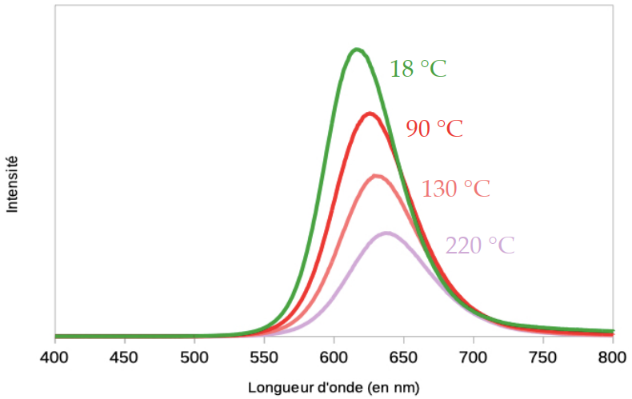 18 °C
90 °C
130 °C
220 °C
Intensité
400 450 500 550 600 650 700 750 800
Longueur d'onde (en nm)